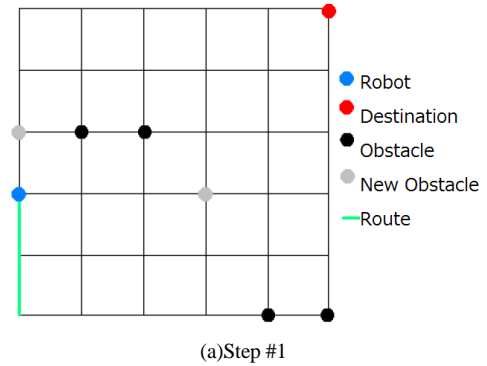 Robot
Destination
Obstacle
New Obstacle
Route
(a)Step #1